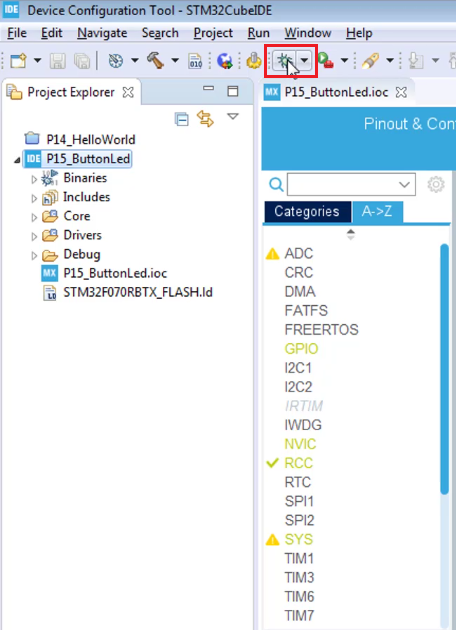 IDE Device Configuration Tool - STM32CubeIDE
File Edit Navigate Search Project Run Window Help
010
Project Explorer
MX P15_ButtonLed.ioc
P14_HelloWorld
IDE P15_ButtonLed
Binaries
Includes
Core
Drivers
Debug
MX P15_ButtonLed.ioc
STM32F070RBTX_FLASH.ld
Pinout & Con
Categories A->Z
ADC
CRC
DMA
FATFS
FREERTOS
GPIO
I2C1
I2C2
IRTIM
IWDG
NVIC
RCC
RTC
SPI1
SPI2
SYS
TIM1
TIM3
TIM6
TIM7